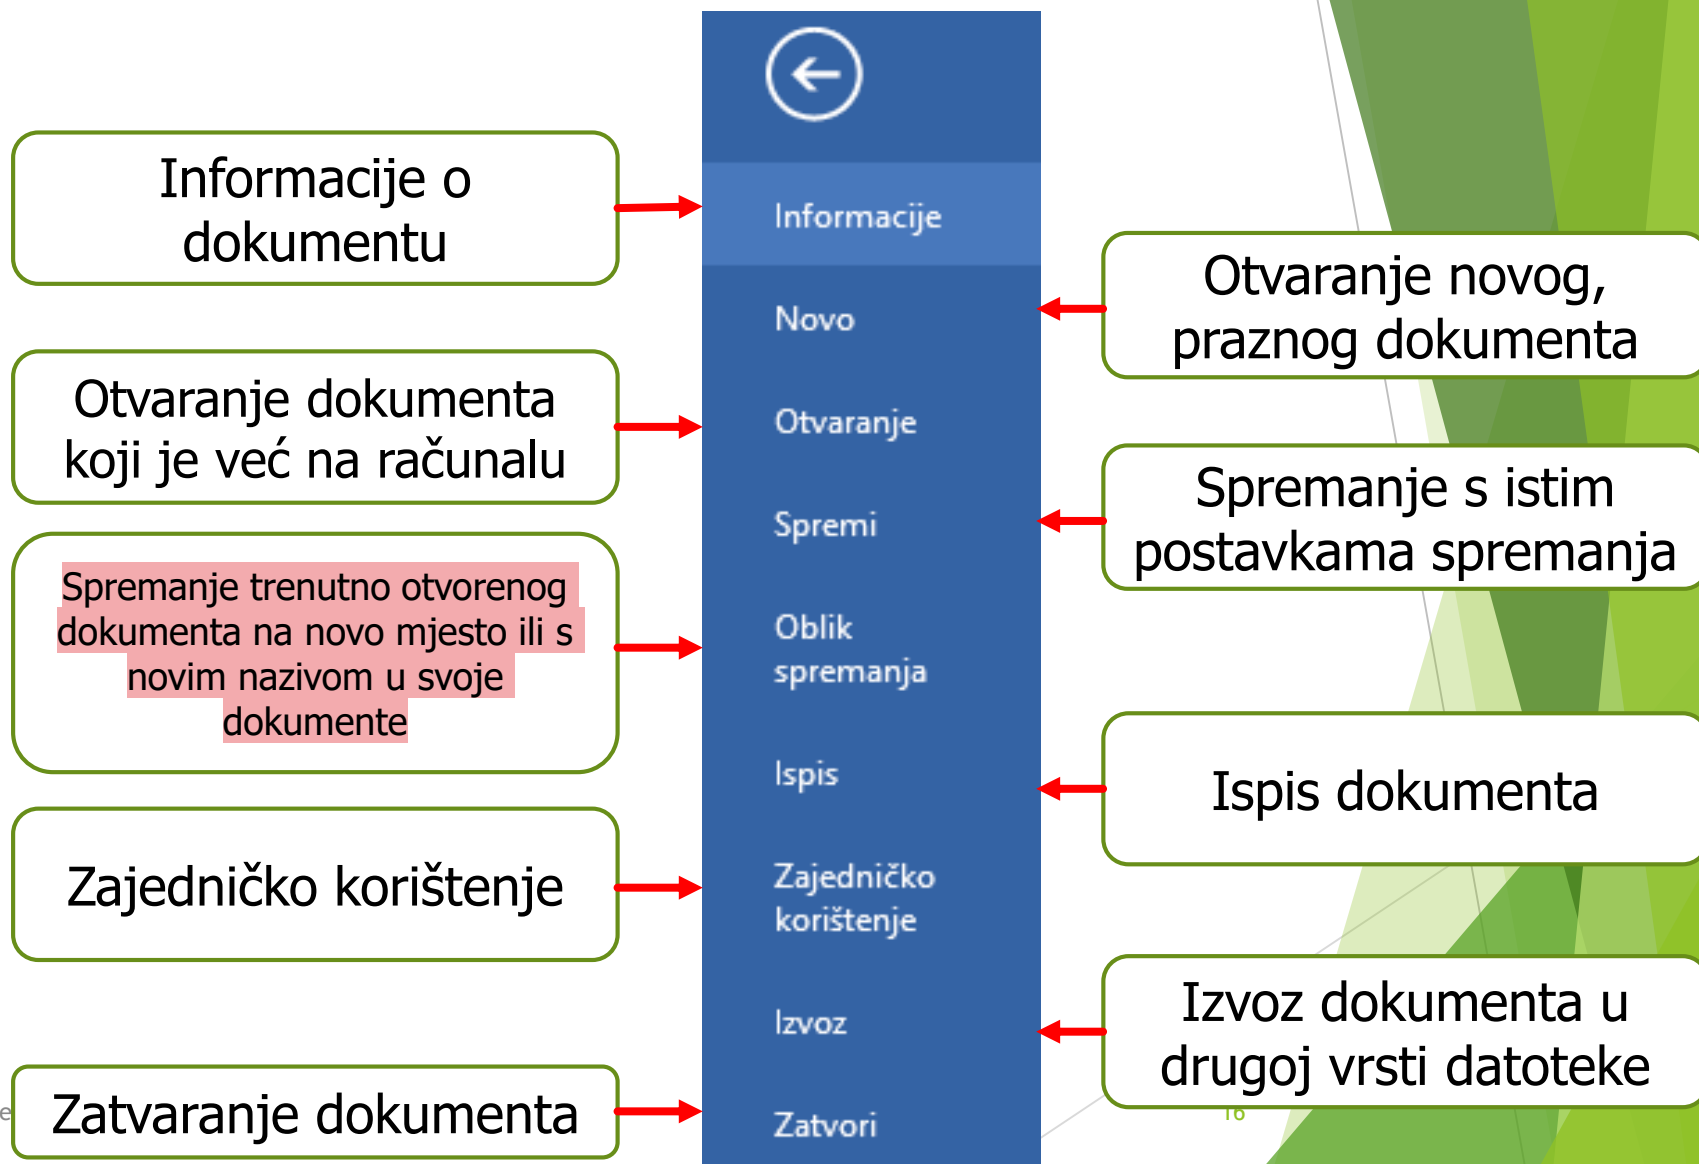 Informacije o
dokumentu
Informacije
Otvaranje novog,
praznog dokumenta
Novo
Otvaranje dokumenta
koji je već na računalu
Otvaranje
Spremanje s istim
postavkama spremanja
Spremi
Spremanje trenutno otvorenog
dokumenta na novo mjesto ili s
novim nazivom u svoje
dokumente
Oblik
spremanja
Ispis
Ispis dokumenta
Zajedničko korištenje
Zajedničko
korištenje
Izvoz
Izvoz dokumenta u
drugoj vrsti datoteke
Zatvaranje dokumenta
Zatvori
16